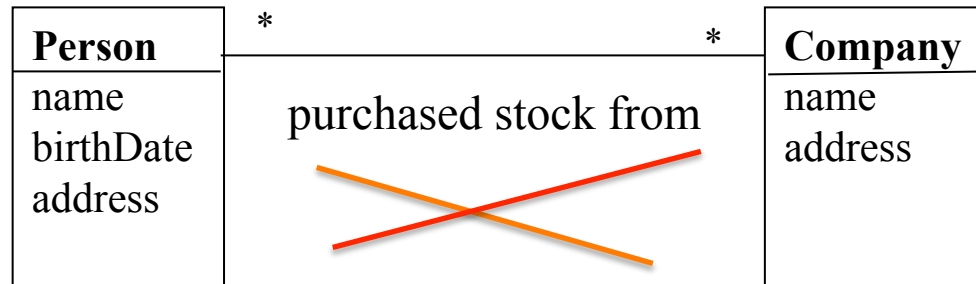 Person
name
birthDate
address
*
*
purchased stock from
Company
name
address